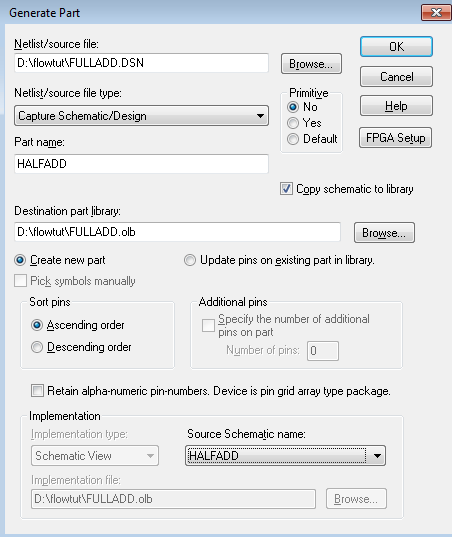 Generate Part
Netlist/source file:
D:\flowtut\FULLADD.DSN
Browse...
OK
Cancel
Netlist/source file type:
Capture Schematic/Design
Primitive
No
Yes
Default
Help
FPGA Setup
Part name:
HALFADD
Copy schematic to library
Destination part library:
D:\flowtut\FULLADD.olb
Browse...
Create new part
Update pins on existing part in library.
Pick symbols manually
Sort pins
Ascending order
Descending order
Additional pins
Specify the number of additional
pins on part
Number of pins:
0
Retain alpha-numeric pin-numbers. Device is pin grid array type package.
Implementation
Implementation type:
Schematic View
Source Schematic name:
HALFADD
Implementation file:
D:\flowtut\FULLADD.olb
Browse...